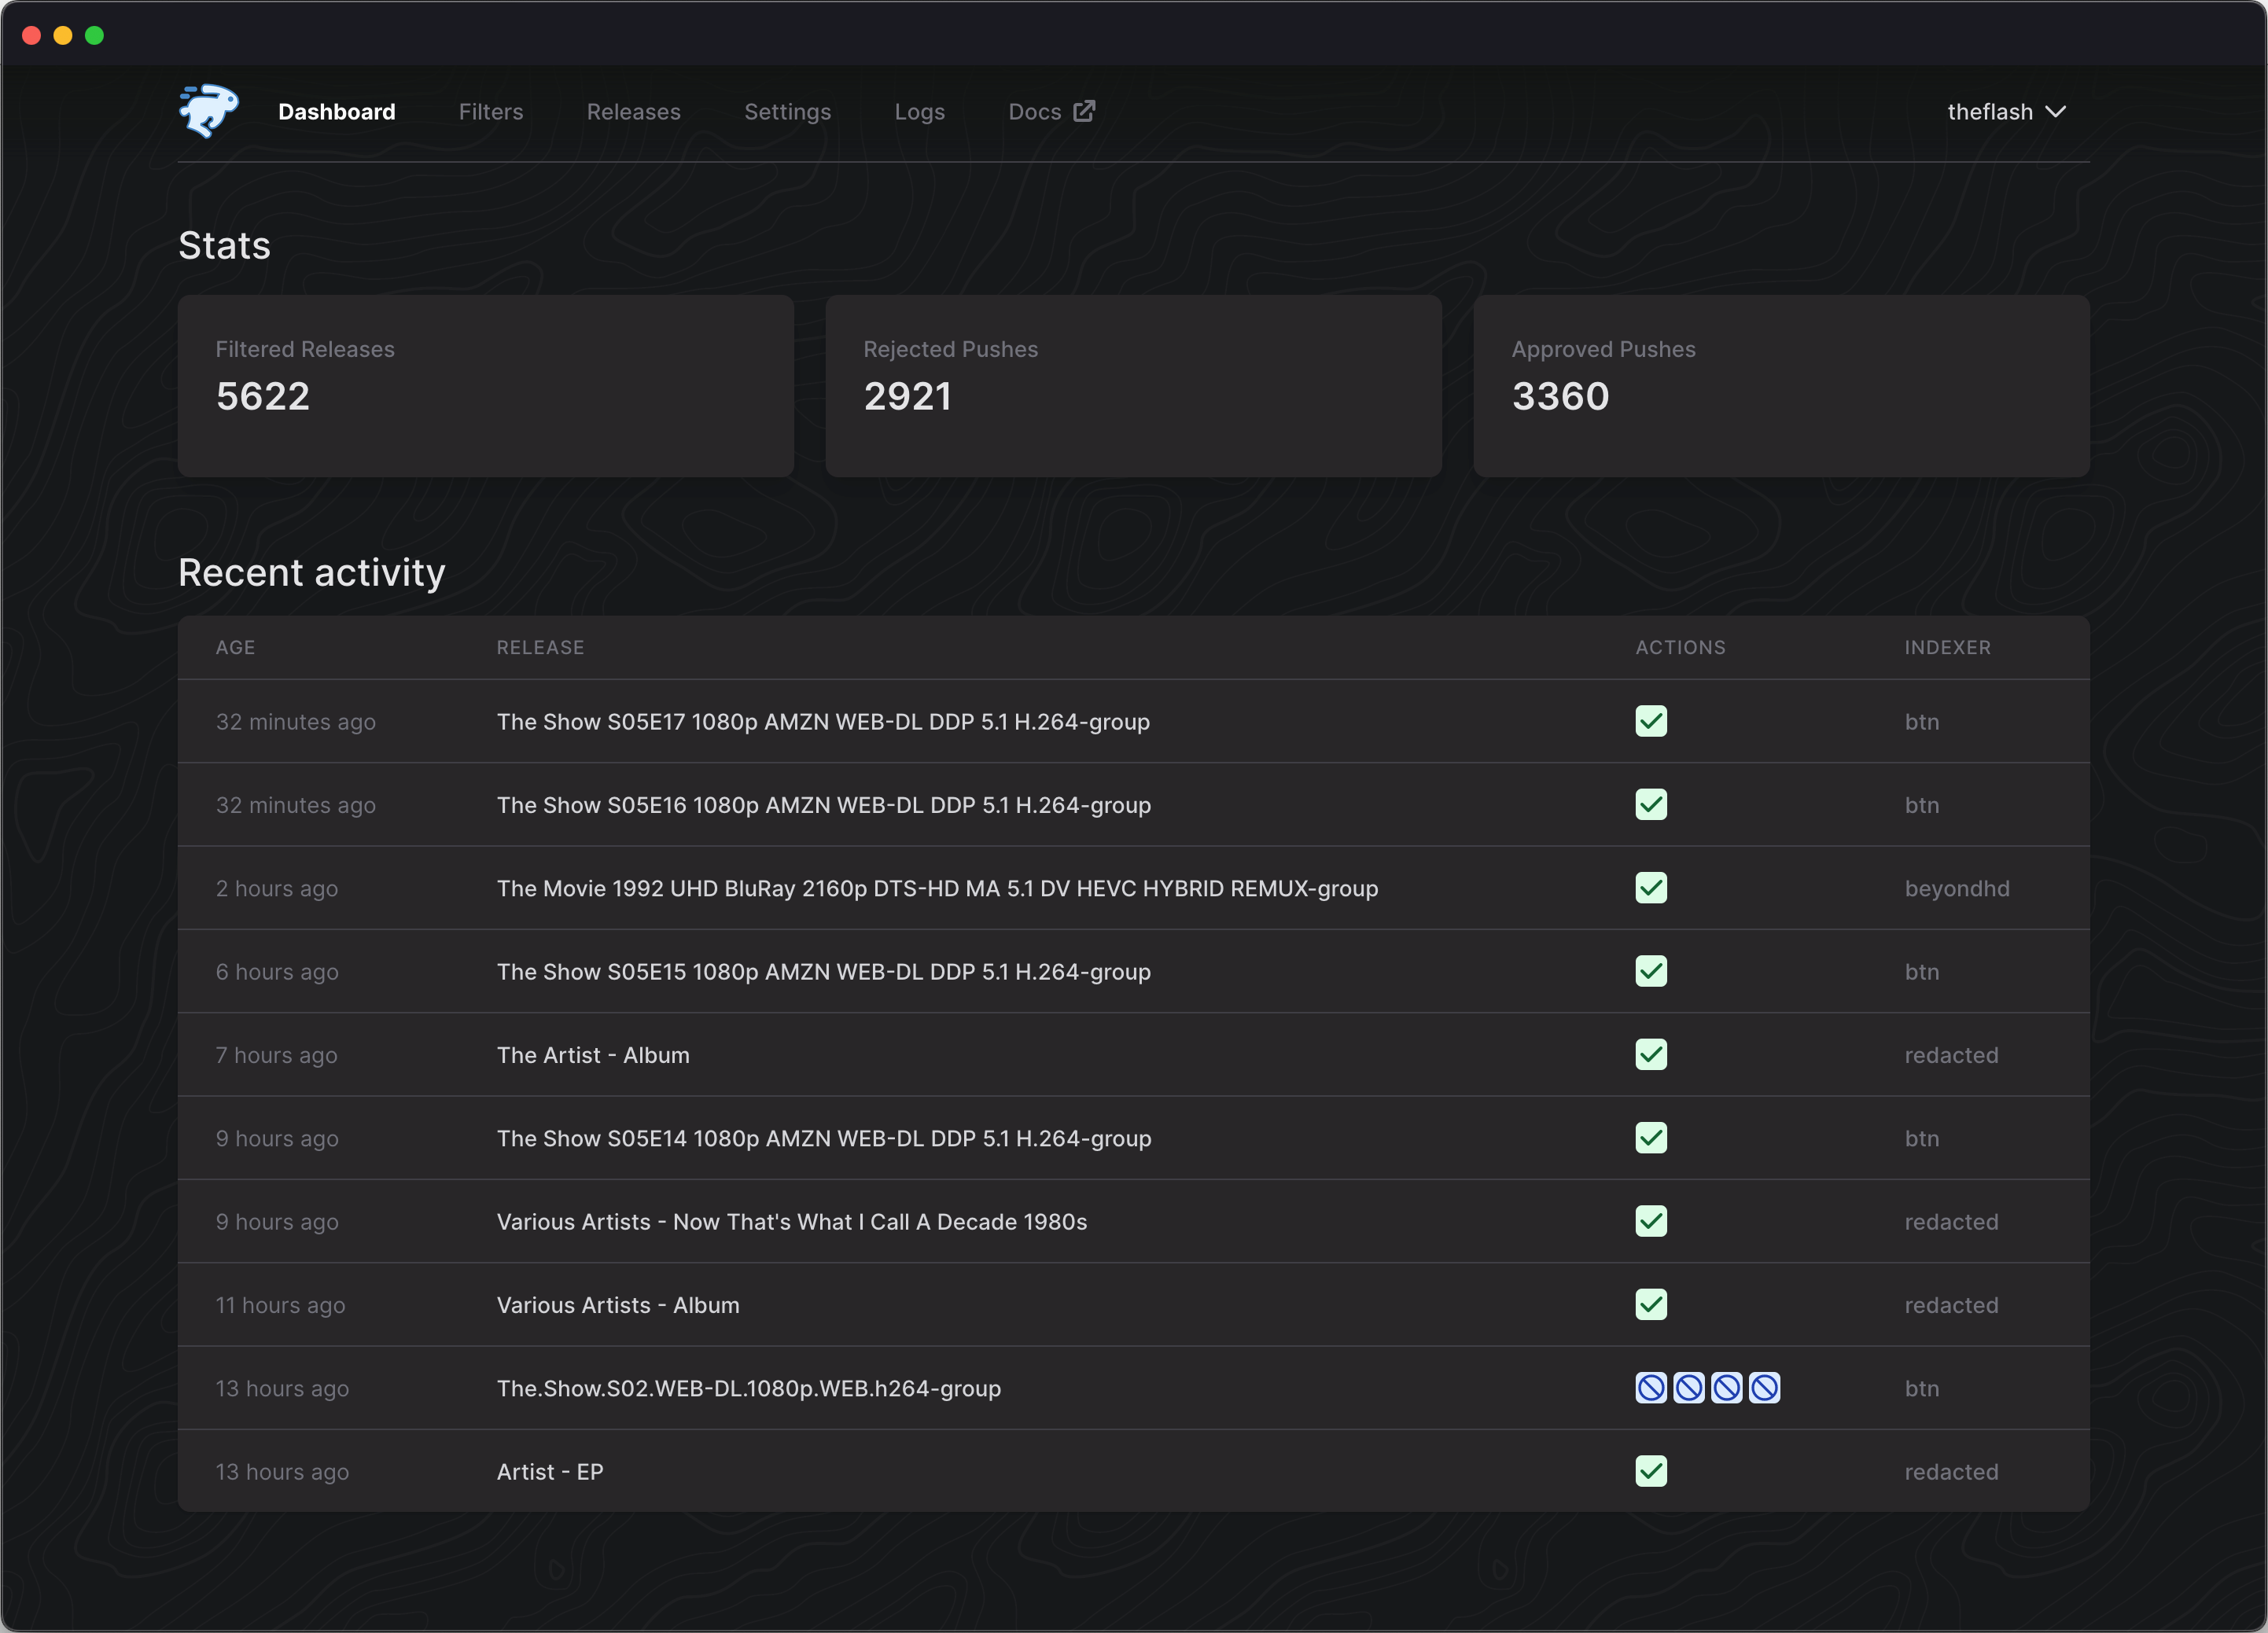 Dashboard Filters Releases Settings Logs Docs theflash
Stats
Filtered Releases
5622
Rejected Pushes
2921
Approved Pushes
3360
Recent activity
AGE RELEASE ACTIONS INDEXER
32 minutes ago The Show S05E17 1080p AMZN WEB-DL DDP 5.1 H.264-group btn
32 minutes ago The Show S05E16 1080p AMZN WEB-DL DDP 5.1 H.264-group btn
2 hours ago The Movie 1992 UHD BluRay 2160p DTS-HD MA 5.1 DV HEVC HYBRID REMUX-group beyondhd
6 hours ago The Show S05E15 1080p AMZN WEB-DL DDP 5.1 H.264-group btn
7 hours ago The Artist - Album redacted
9 hours ago The Show S05E14 1080p AMZN WEB-DL DDP 5.1 H.264-group btn
9 hours ago Various Artists - Now That's What I Call A Decade 1980s redacted
11 hours ago Various Artists - Album redacted
13 hours ago The.Show.S02.WEB-DL.1080p.WEB.h264-group btn
13 hours ago Artist - EP redacted